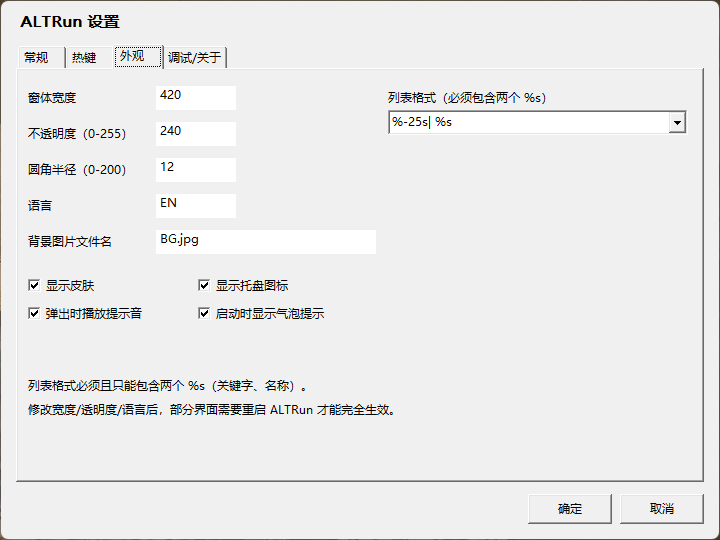 ALTRun 设置
常规 热键 外观 调试/关于
窗体宽度 420 列表格式（必须包含两个 %s）
不透明度（0-255） 240 %-25s| %s
圆角半径（0-200） 12
语言 EN
背景图片文件名 BG.jpg
显示皮肤 显示托盘图标
弹出时播放提示音 启动时显示气泡提示
列表格式必须且只能包含两个 %s（关键字、名称）。
修改宽度/透明度/语言后，部分界面需要重启 ALTRun 才能完全生效。
确定 取消